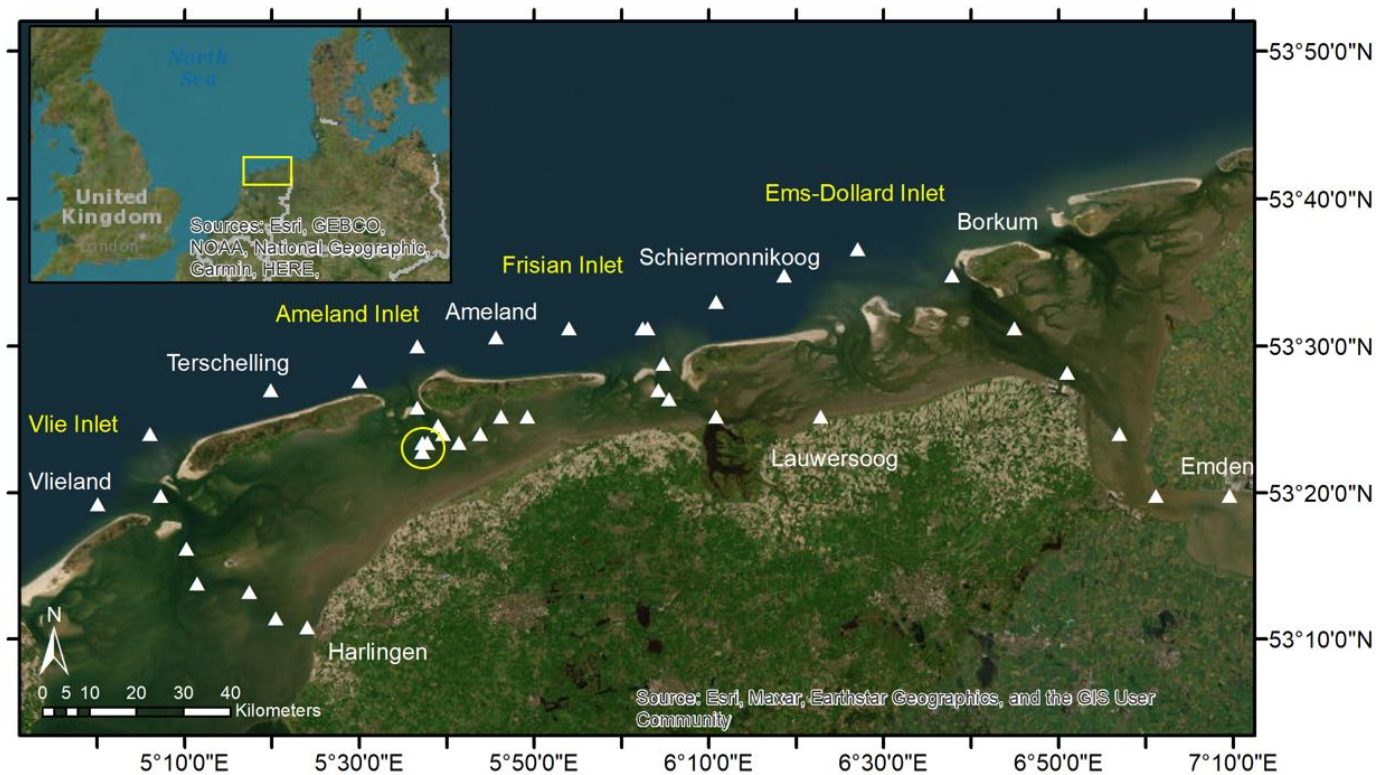 North
Sea
United
Kingdom
London
Sources: Esri, GEBCO,
NOAA, National Geographic,
Garmin, HERE,
53°50'0"N
53°40'0"N
53°30'0"N
53°20'0"N
53°10'0"N
Ems-Dollard Inlet
Borkum
Frisian Inlet
Schiermonnikoog
Ameland Inlet
Ameland
Terschelling
Vlie Inlet
Vlieland
Lauwersoog
Emden
Harlingen
N
0 5 10 20 30 40
Kilometers
Source: Esri, Maxar, Earthstar Geographics, and the GIS User
Community
5°10'0"E
5°30'0"E
5°50'0"E
6°10'0"E
6°30'0"E
6°50'0"E
7°10'0"E